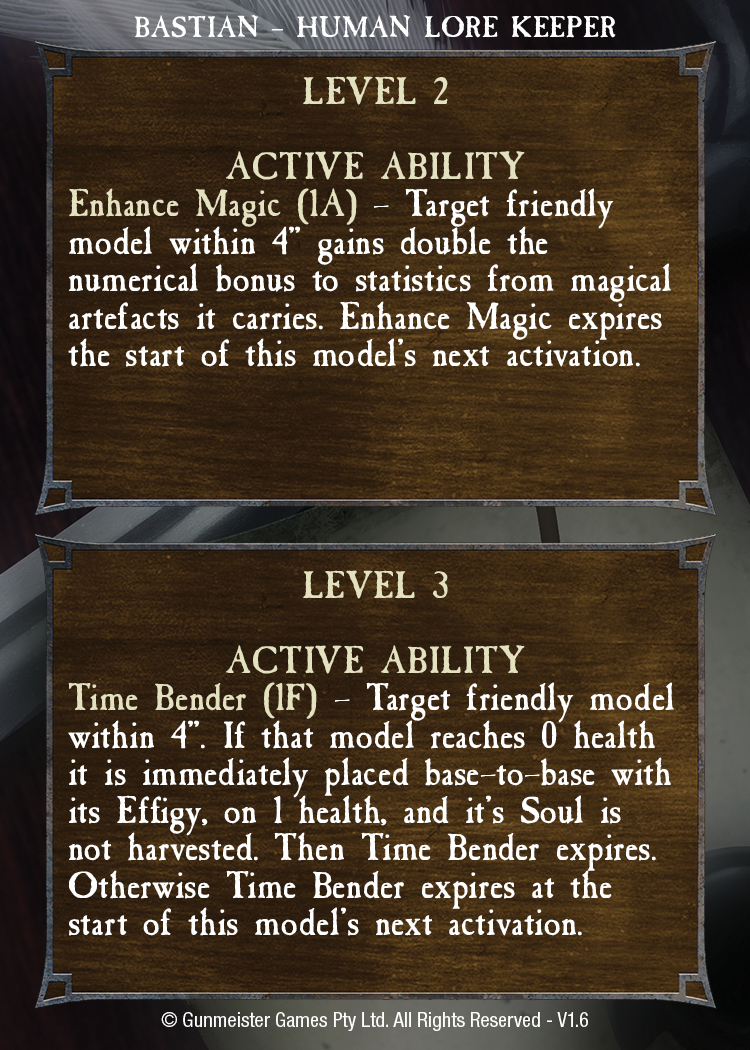 BASTIAN – HUMAN LORE KEEPER
LEVEL 2
ACTIVE ABILITY
Enhance Magic (1A) – Target friendly
model within 4” gains double the
numerical bonus to statistics from magical
artefacts it carries. Enhance Magic expires
the start of this model’s next activation.
LEVEL 3
ACTIVE ABILITY
Time Bender (1F) – Target friendly model
within 4”. If that model reaches 0 health
it is immediately placed base–to–base with
its Effigy, on 1 health, and it’s Soul is
not harvested. Then Time Bender expires.
Otherwise Time Bender expires at the
start of this model’s next activation.
© Gunmeister Games Pty Ltd. All Rights Reserved - V1.6